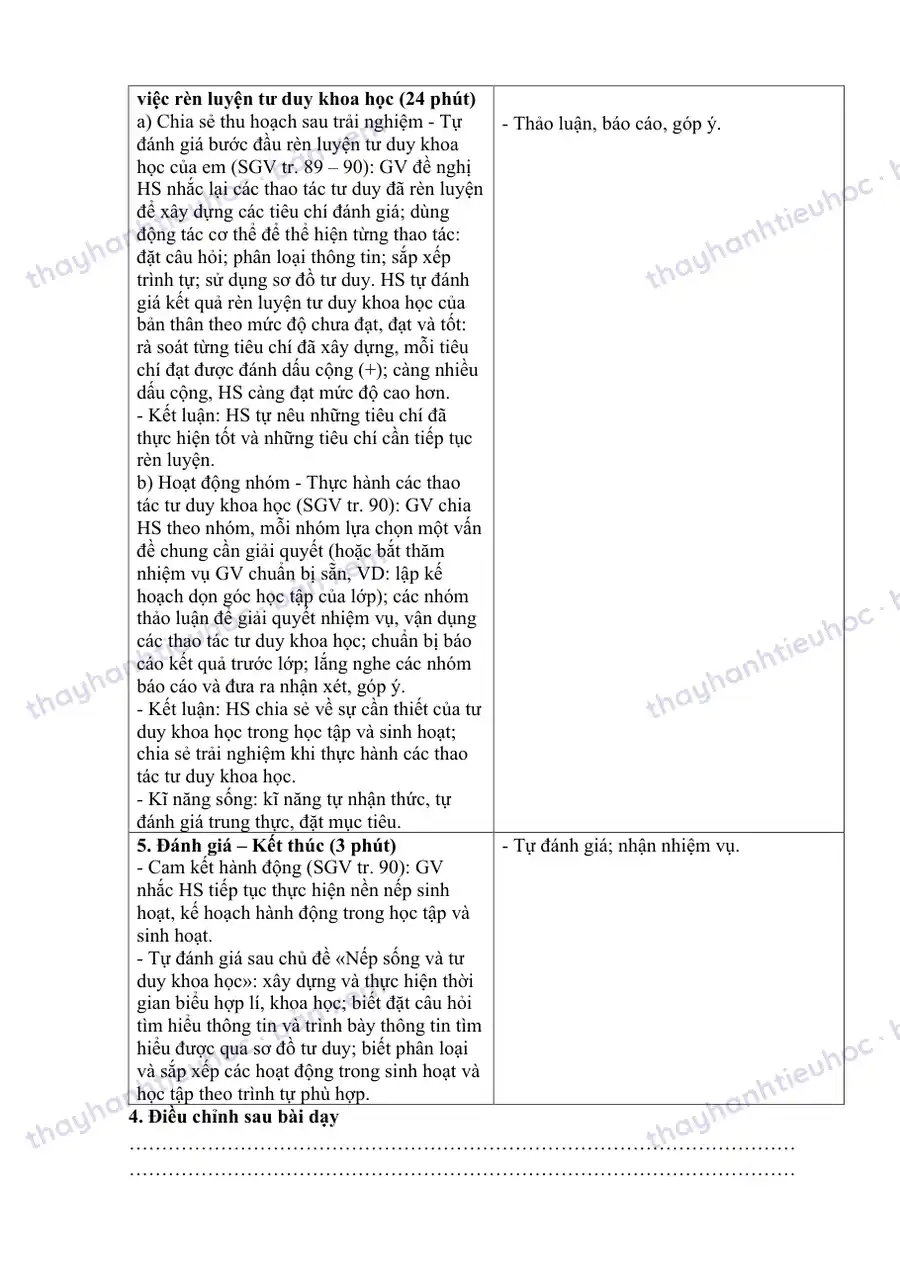 việc rèn luyện tư duy khoa học (24 phút)
a) Chia sẻ thu hoạch sau trải nghiệm - Tự
đánh giá bước đầu rèn luyện tư duy khoa
học của em (SGV tr. 89 – 90): GV đề nghị
HS nhắc lại các thao tác tư duy đã rèn luyện
để xây dựng các tiêu chí đánh giá; dùng
động tác cơ thể để thể hiện từng thao tác:
đặt câu hỏi; phân loại thông tin; sắp xếp
trình tự; sử dụng sơ đồ tư duy. HS tự đánh
giá kết quả rèn luyện tư duy khoa học của
bản thân theo mức độ chưa đạt, đạt và tốt:
rà soát từng tiêu chí đã xây dựng, mỗi tiêu
chí đạt được đánh dấu cộng (+); càng nhiều
dấu cộng, HS càng đạt mức độ cao hơn.
- Kết luận: HS tự nêu những tiêu chí đã
thực hiện tốt và những tiêu chí cần tiếp tục
rèn luyện.
b) Hoạt động nhóm - Thực hành các thao
tác tư duy khoa học (SGV tr. 90): GV chia
HS theo nhóm, mỗi nhóm lựa chọn một vấn
đề chung cần giải quyết (hoặc bắt thăm
nhiệm vụ GV chuẩn bị sẵn, VD: lập kế
hoạch dọn góc học tập của lớp); các nhóm
thảo luận để giải quyết nhiệm vụ, vận dụng
các thao tác tư duy khoa học; chuẩn bị báo
cáo kết quả trước lớp; lắng nghe các nhóm
báo cáo và đưa ra nhận xét, góp ý.
- Kết luận: HS chia sẻ về sự cần thiết của tư
duy khoa học trong học tập và sinh hoạt;
chia sẻ trải nghiệm khi thực hành các thao
tác tư duy khoa học.
- Kĩ năng sống: kĩ năng tự nhận thức, tự
đánh giá trung thực, đặt mục tiêu.
- Thảo luận, báo cáo, góp ý.
5. Đánh giá – Kết thúc (3 phút)
- Cam kết hành động (SGV tr. 90): GV
nhắc HS tiếp tục thực hiện nền nếp sinh
hoạt, kế hoạch hành động trong học tập và
sinh hoạt.
- Tự đánh giá sau chủ đề «Nếp sống và tư
duy khoa học»: xây dựng và thực hiện thời
gian biểu hợp lí, khoa học; biết đặt câu hỏi
tìm hiểu thông tin và trình bày thông tin tìm
hiểu được qua sơ đồ tư duy; biết phân loại
và sắp xếp các hoạt động trong sinh hoạt và
học tập theo trình tự phù hợp.
- Tự đánh giá; nhận nhiệm vụ.
4. Điều chỉnh sau bài dạy
……………………………………………………………………………………………
……………………………………………………………………………………………
thayhanhtieuhoc · bản xem
thayhanhtieuhoc · b
thayhanhtieuhoc · bản xem
thayhanhtieuhoc · b
thayhanhtieuhoc · bản xem
thayhanhtieuhoc · b